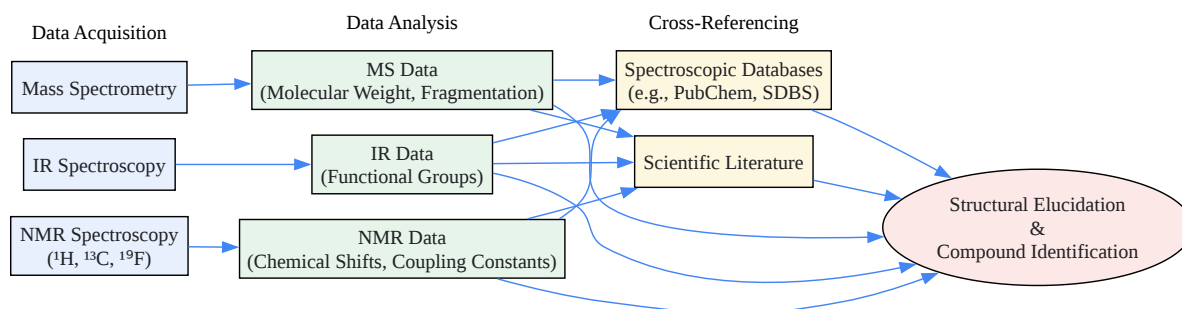 Data Acquisition
Data Analysis
Cross-Referencing
Mass Spectrometry
MS Data
(Molecular Weight, Fragmentation)
Spectroscopic Databases
(e.g., PubChem, SDBS)
IR Spectroscopy
IR Data
(Functional Groups)
Scientific Literature
NMR Spectroscopy
(¹H, ¹³C, ¹⁹F)
NMR Data
(Chemical Shifts, Coupling Constants)
Structural Elucidation
&
Compound Identification